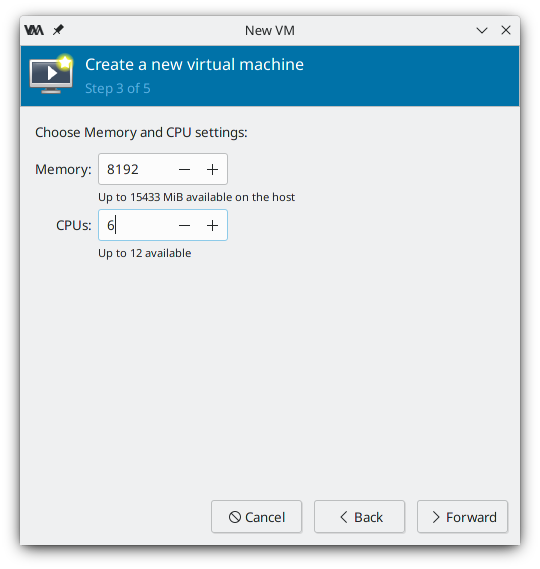 New VM
Create a new virtual machine
Step 3 of 5
Choose Memory and CPU settings:
Memory: 8192
Up to 15433 MiB available on the host
CPUs: 6
Up to 12 available
Cancel Back Forward